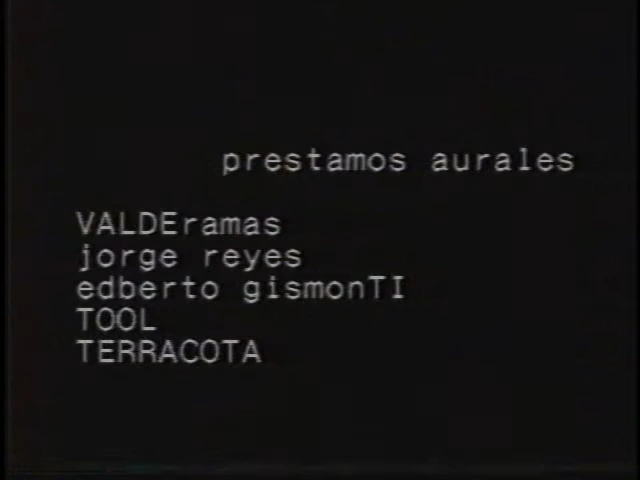 prestamos aurales
VALDEramas
jorge reyes
edberto gismonTI
TOOL
TERRACOTA